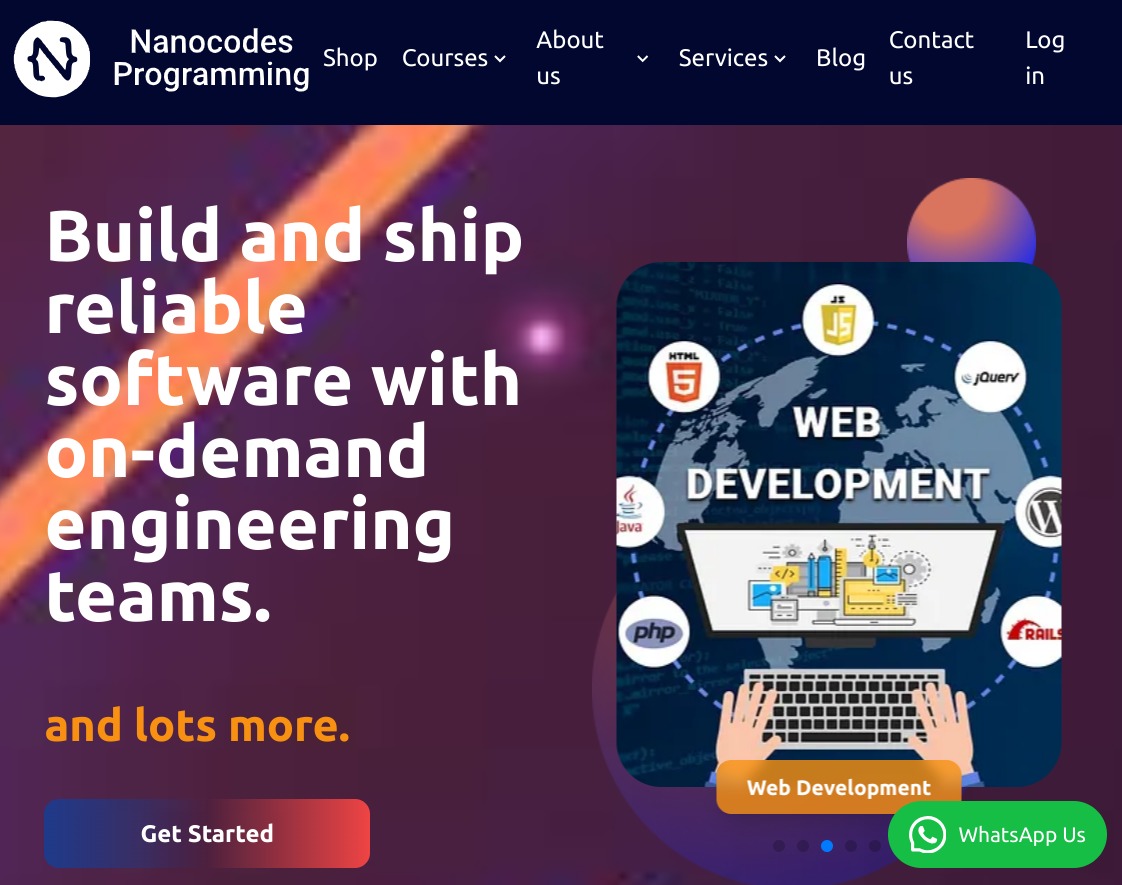 Nanocodes
Programming
Shop
Courses
About
us
Services
Blog
Contact
us
Log
in
Build and ship
reliable
software with
on-demand
engineering
teams.
and lots more.
Get Started
JS
JS
HTML
5
jQuery
WEB
DEVELOPMENT
Java
W
</>
php
RAILS
Web Development
WhatsApp Us